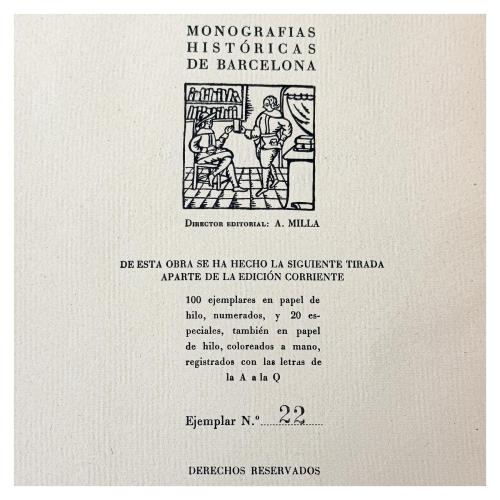 MONOGRAFIAS
HISTÓRICAS
DE BARCELONA
DIRECTOR EDITORIAL: A. MILLA
DE ESTA OBRA SE HA HECHO LA SIGUIENTE TIRADA
APARTE DE LA EDICIÓN CORRIENTE
100 ejemplares en papel de
hilo, numerados, y 20 es-
peciales, también en papel
de hilo, coloreados a mano,
registrados con las letras de
la A a la Q
Ejemplar N.º 22
DERECHOS RESERVADOS